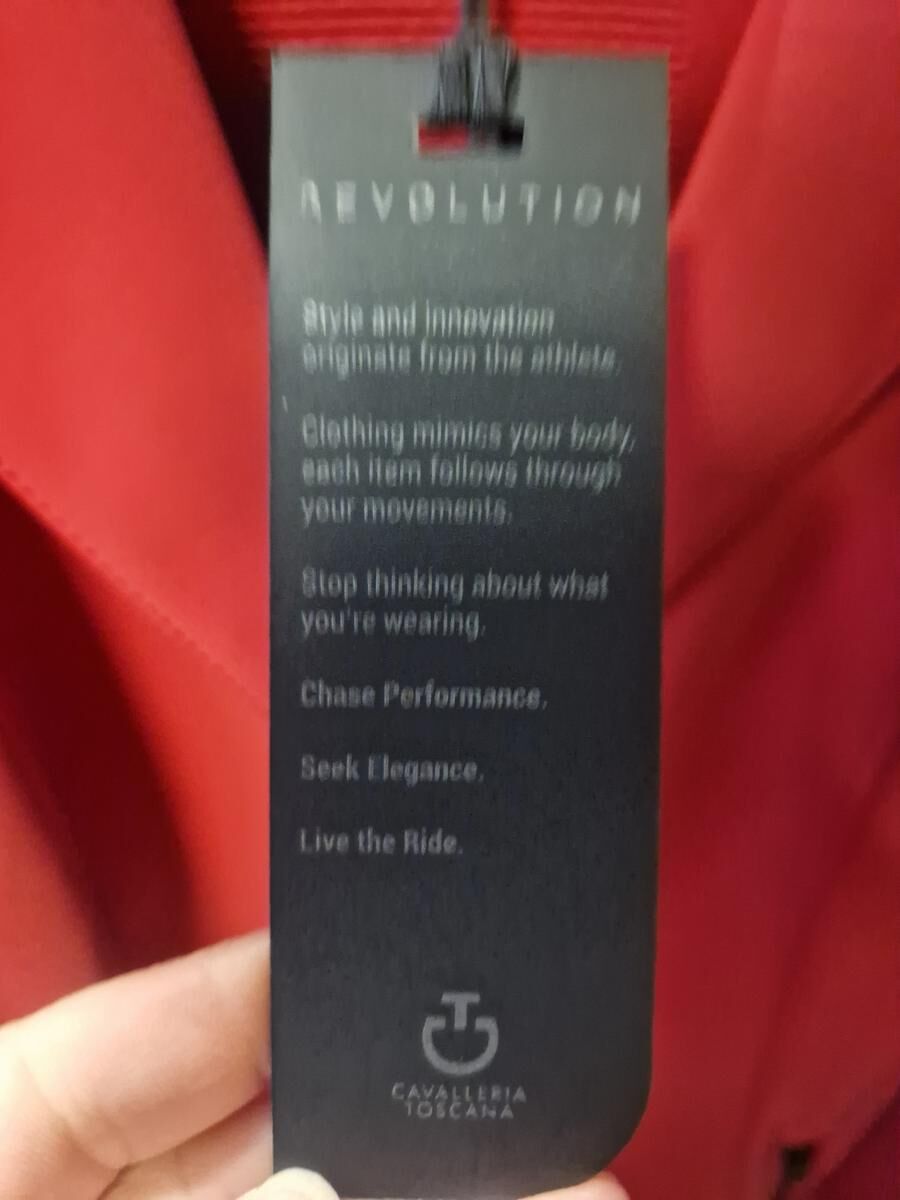 REVOLUTION
Style and innovation
originate from the athlete.
Clothing mimics your body,
each item follows through
your movements.
Stop thinking about what
you're wearing.
Chase Performance.
Seek Elegance.
Live the Ride.
CAVALLERIA
TOSCANA